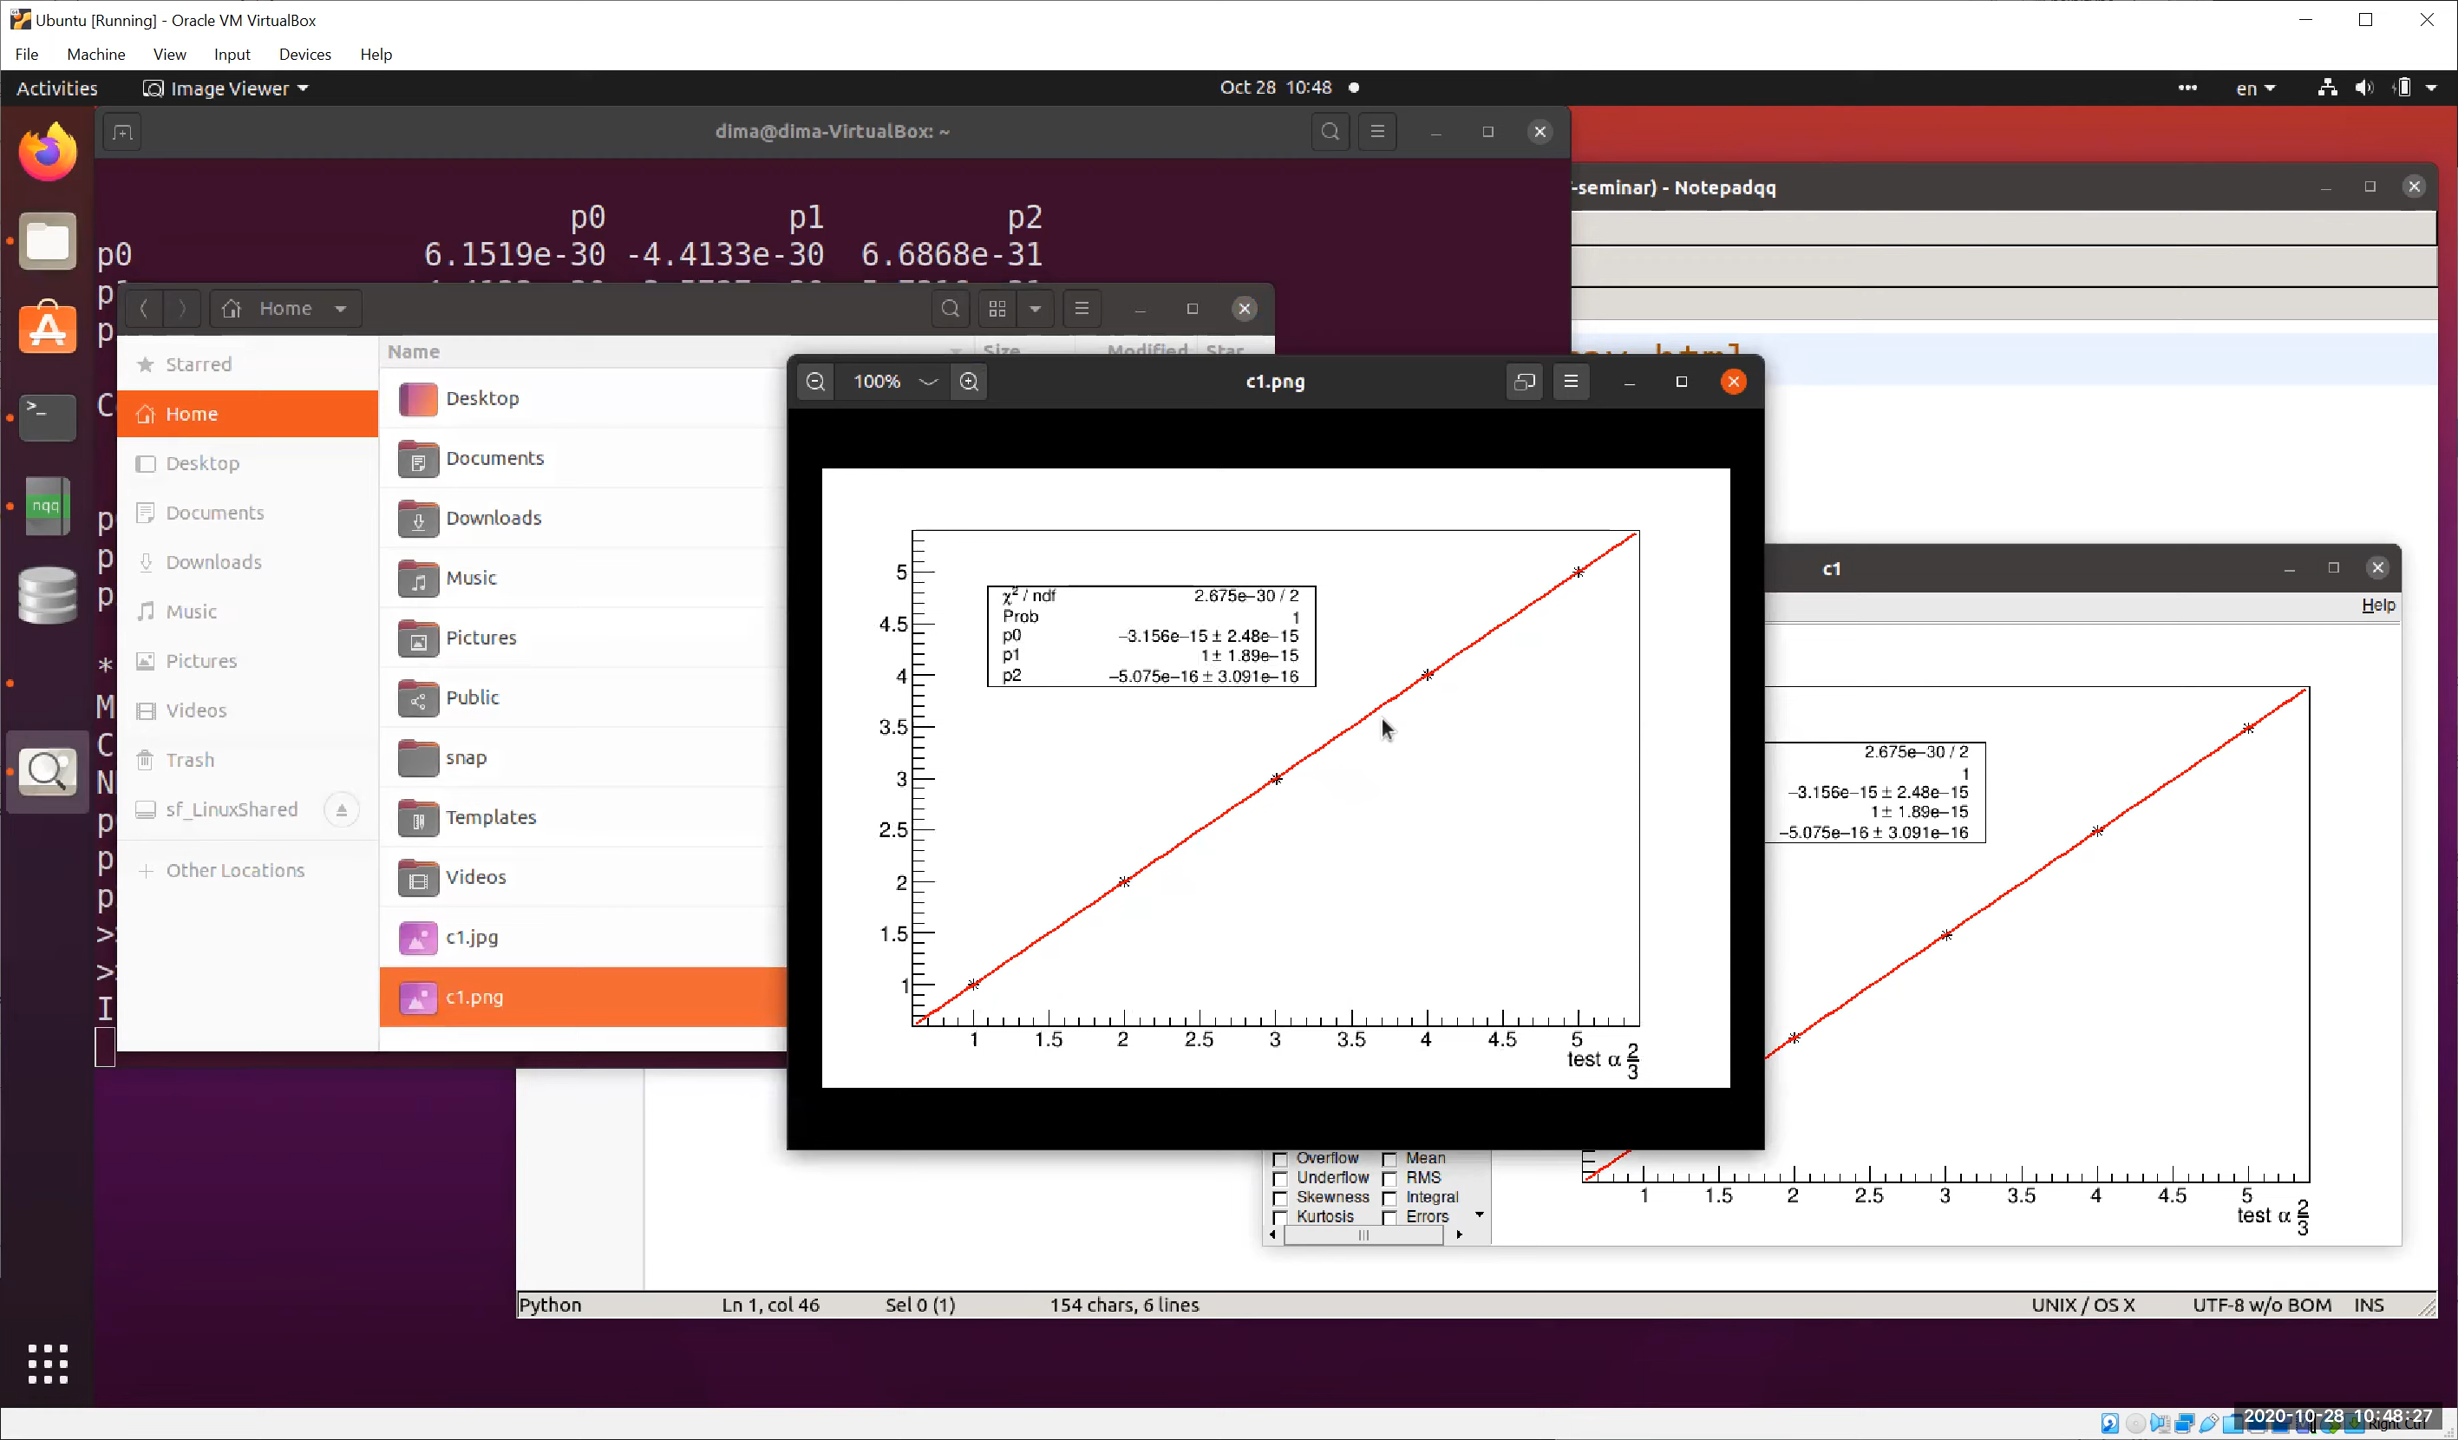 Ubuntu [Running] - Oracle VM VirtualBox
File Machine View Input Devices Help
Activities Image Viewer Oct 28 10:48 en
dima@dima-VirtualBox: ~
-seminar) - Notepadqq
p0 p1 p2
p0 6.1519e-30 -4.4133e-30 6.6868e-31
Home
Name Size Modified Star
Starred
Home
Desktop
Documents
Downloads
Music
Pictures
Videos
Trash
sf_LinuxShared
Other Locations
Desktop
Documents
Downloads
Music
Pictures
Public
snap
Templates
Videos
c1.jpg
c1.png
nqq
100% c1.png
χ² / ndf 2.675e−30 / 2
Prob 1
p0 −3.156e−15 ± 2.48e−15
p1 1 ± 1.89e−15
p2 −5.075e−16 ± 3.091e−16
5
4.5
4
3.5
3
2.5
2
1.5
1
1 1.5 2 2.5 3 3.5 4 4.5 5
test α 2/3
c1
Help
2.675e−30 / 2
1
−3.156e−15 ± 2.48e−15
1 ± 1.89e−15
−5.075e−16 ± 3.091e−16
1 1.5 2 2.5 3 3.5 4 4.5 5
test α 2/3
Overflow Mean
Underflow RMS
Skewness Integral
Kurtosis Errors
Python Ln 1, col 46 Sel 0 (1) 154 chars, 6 lines UNIX / OS X UTF-8 w/o BOM INS
2020-10-28 10:48:27